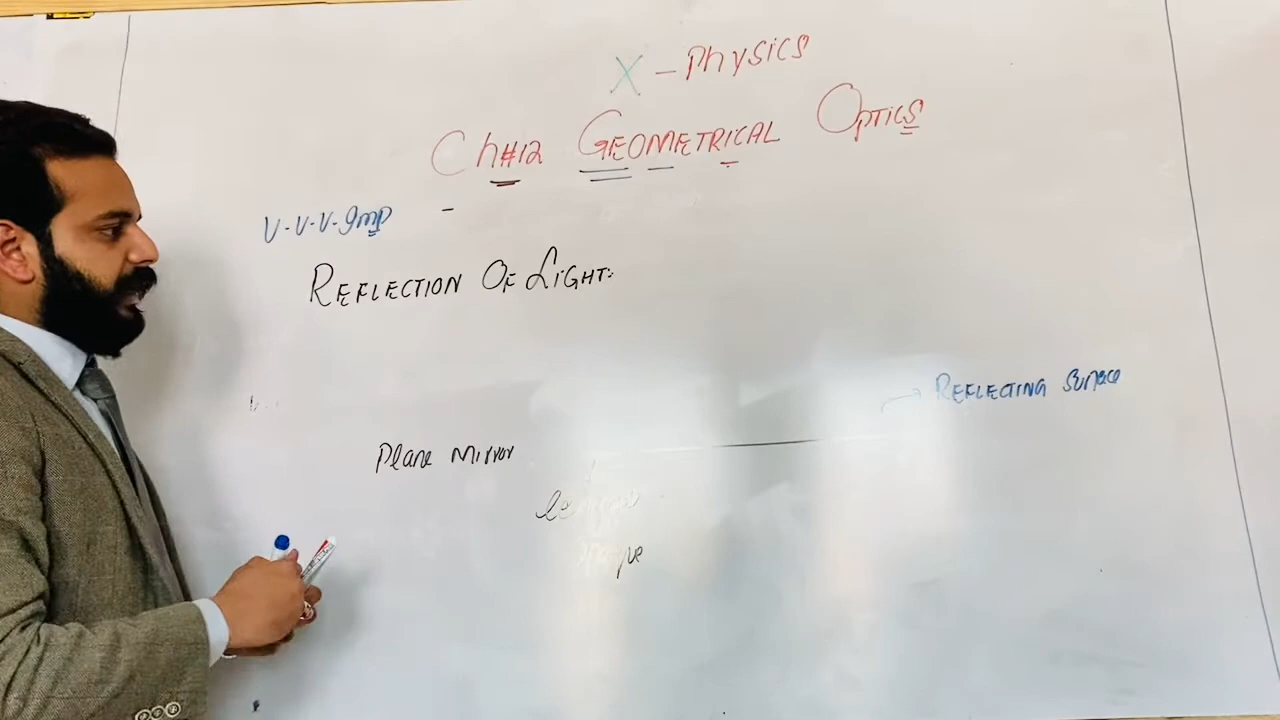 X - Physics
Ch#12 GEOMETRICAL OPTICS
V.V.V.Imp
REFLECTION OF LIGHT:
REFLECTING Surface
Plane Mirror